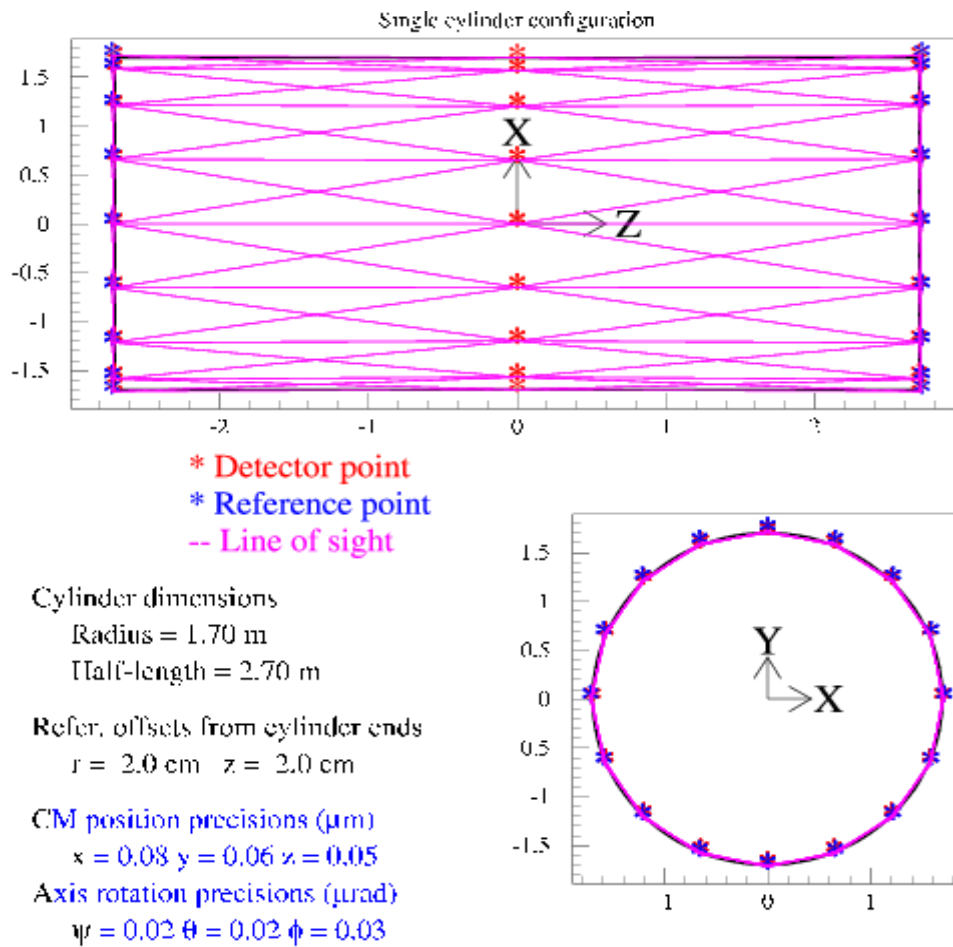 Single cylinder configuration
1.5
1
0.5
0
-0.5
-1
-1.5
X
Z
-2
-1
0
1
2
* Detector point
* Reference point
-- Line of sight
Cylinder dimensions
Radius = 1.70 m
Half-length = 2.70 m
Refer. offsets from cylinder ends
r = 2.0 cm z = 2.0 cm
CM position precisions (μm)
x = 0.08 y = 0.06 z = 0.05
Axis rotation precisions (μrad)
ψ = 0.02 θ = 0.02 ϕ = 0.03
1.5
1
0.5
0
0.5
-1
-1.5
Y
X
1
0
1